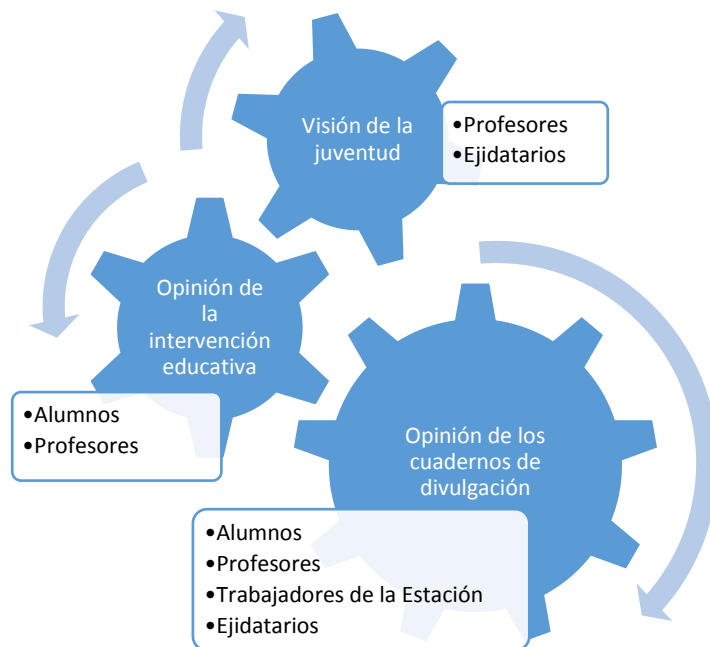 Visión de la
juventud
•Profesores
•Ejidatarios
Opinión de
la
intervención
educativa
•Alumnos
•Profesores
Opinión de los
cuadernos de
divulgación
•Alumnos
•Profesores
•Trabajadores de la Estación
•Ejidatarios